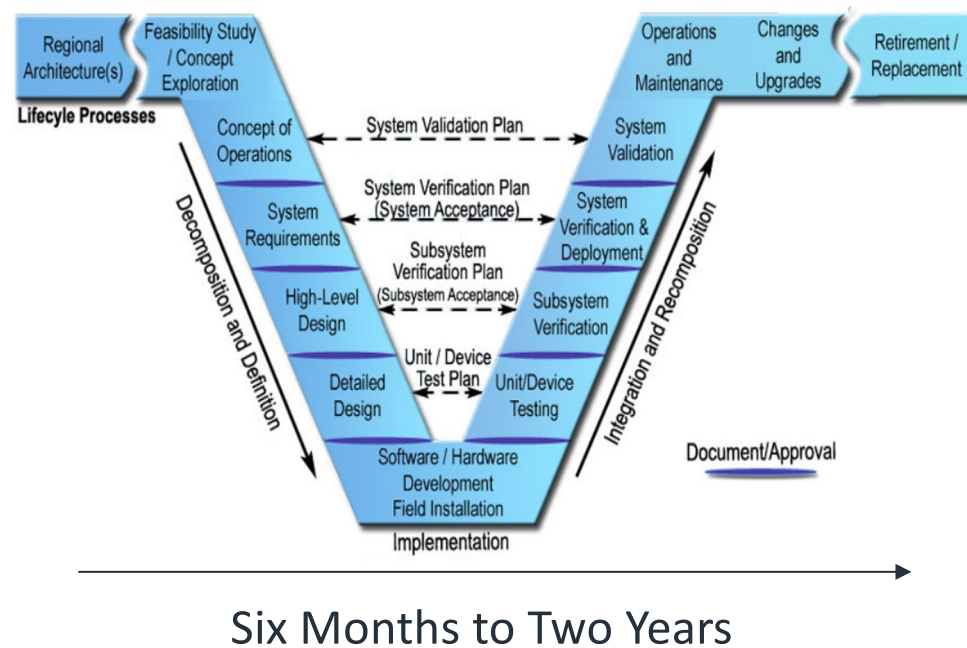 Regional
Architecture(s)
Feasibility Study
/ Concept
Exploration
Operations
and
Maintenance
Changes
and
Upgrades
Retirement /
Replacement
Lifecyle Processes
Concept of
Operations
System Validation Plan
System
Validation
System
Requirements
System Verification Plan
(System Acceptance)
System
Verification &
Deployment
High-Level
Design
Subsystem
Verification Plan
(Subsystem Acceptance)
Subsystem
Verification
Detailed
Design
Unit / Device
Test Plan
Unit/Device
Testing
Decomposition and Definition
Integration and Recomposition
Software / Hardware
Development
Field Installation
Implementation
Document/Approval
Six Months to Two Years